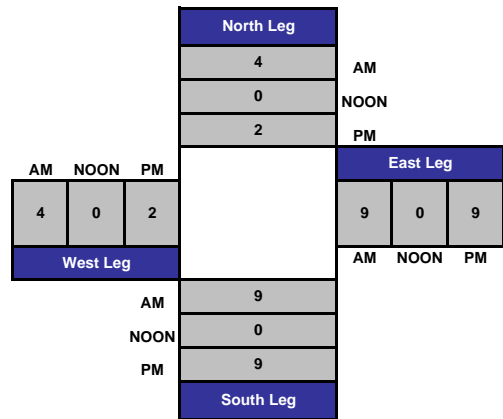 North Leg
4 AM
0 NOON
2 PM
AM NOON PM East Leg
4 0 2 9 0 9
West Leg AM NOON PM
AM 9
NOON 0
PM 9
South Leg